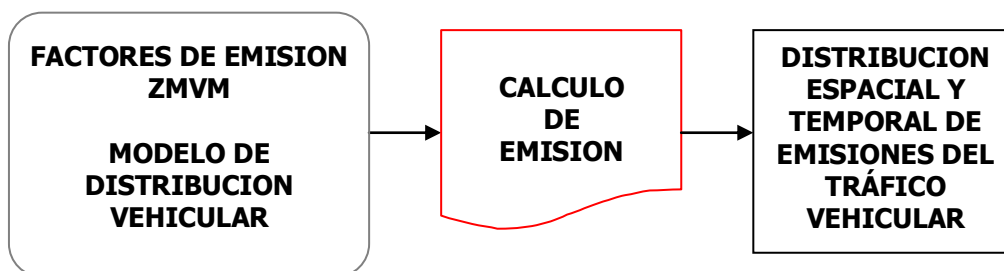 FACTORES DE EMISION
ZMVM
MODELO DE
DISTRIBUCION
VEHICULAR
CALCULO
DE
EMISION
DISTRIBUCION
ESPACIAL Y
TEMPORAL DE
EMISIONES DEL
TRÁFICO
VEHICULAR